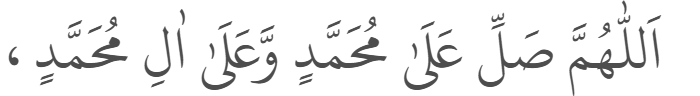 اَللّٰهُمَّ صَلِّ عَلَىٰ مُحَمَّدٍ وَّعَلَىٰ اٰلِ مُحَمَّدٍ ،